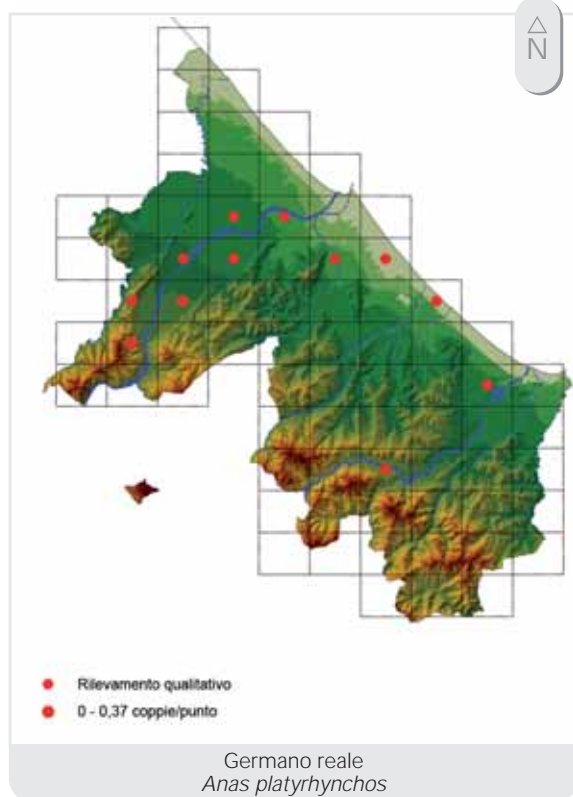 N
Rilevamento qualitativo
0 - 0,37 coppie/punto
Germano reale
Anas platyrhynchos